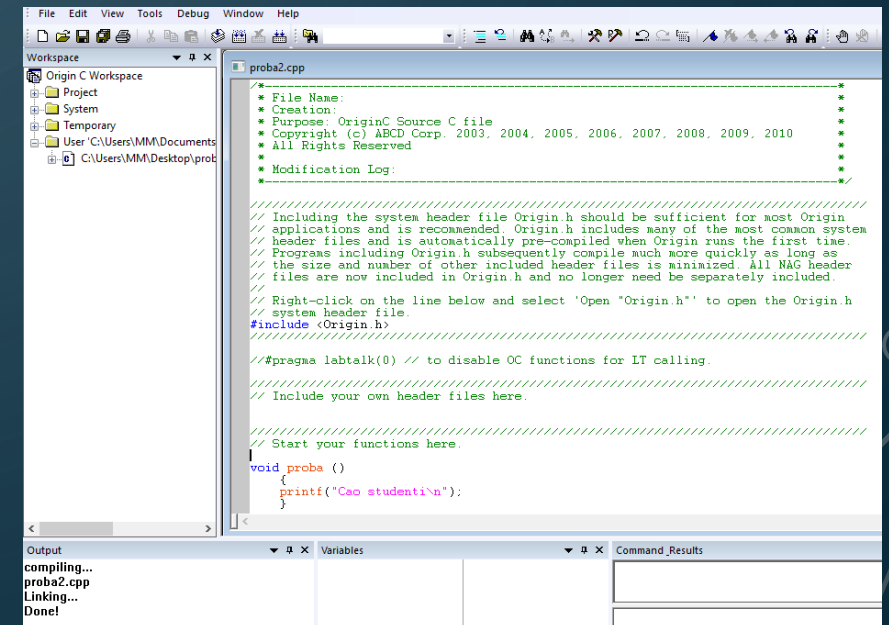 File Edit View Tools Debug Window Help
Workspace
Origin C Workspace
Project
System
Temporary
User 'C:\Users\MM\Documents
C:\Users\MM\Desktop\prob
proba2.cpp
/*-----------------------------------------------------------------------------*
* File Name: *
* Creation: *
* Purpose: OriginC Source C file *
* Copyright (c) ABCD Corp. 2003, 2004, 2005, 2006, 2007, 2008, 2009, 2010 *
* All Rights Reserved *
* *
* Modification Log: *
*-----------------------------------------------------------------------------*/
////////////////////////////////////////////////////////////////////////////////////
// Including the system header file Origin.h should be sufficient for most Origin
// applications and is recommended. Origin.h includes many of the most common system
// header files and is automatically pre-compiled when Origin runs the first time.
// Programs including Origin.h subsequently compile much more quickly as long as
// the size and number of other included header files is minimized. All NAG header
// files are now included in Origin.h and no longer need be separately included.
//
// Right-click on the line below and select 'Open "Origin.h"' to open the Origin.h
// system header file.
#include <Origin.h>
////////////////////////////////////////////////////////////////////////////////////
//#pragma labtalk(0) // to disable OC functions for LT calling.
////////////////////////////////////////////////////////////////////////////////////
// Include your own header files here.
////////////////////////////////////////////////////////////////////////////////////
// Start your functions here.
void proba ()
{
printf("Cao studenti\n");
}
Output
compiling...
proba2.cpp
Linking...
Done!
Variables
Command_Results